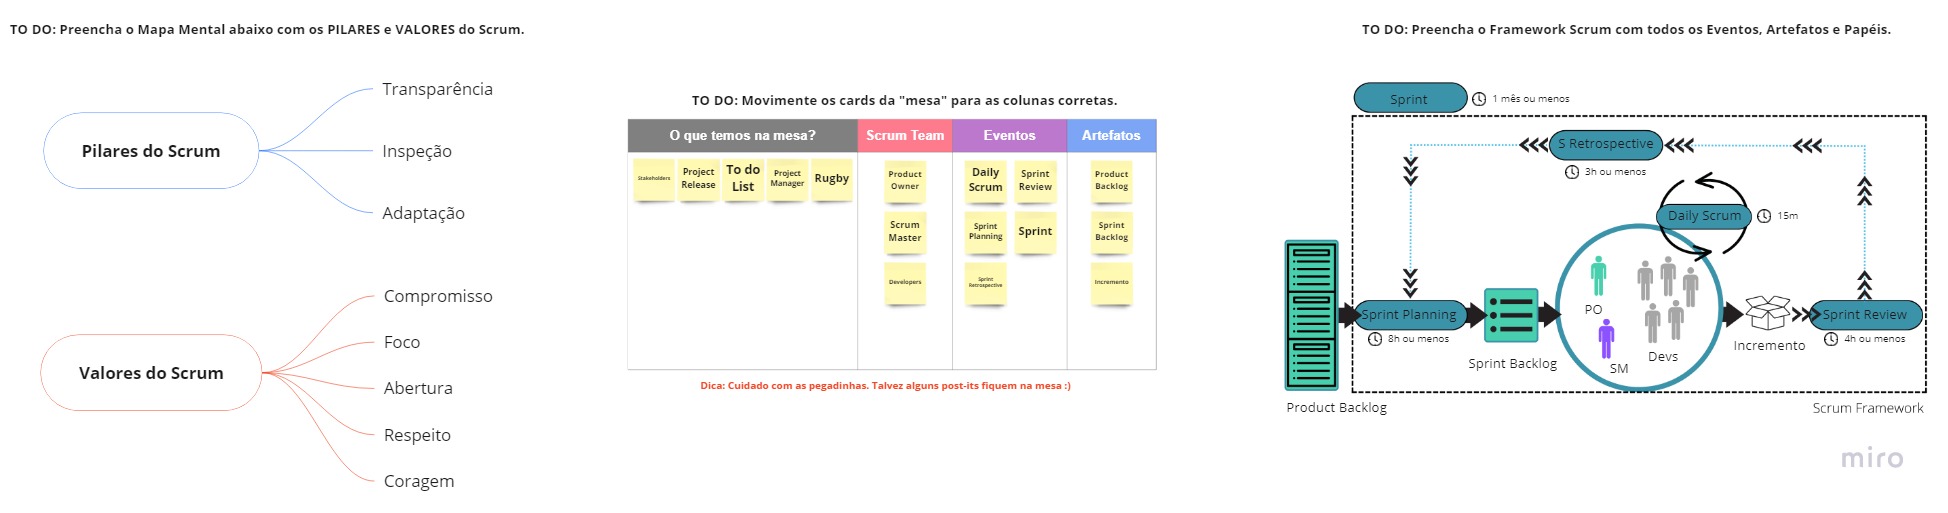 TO DO: Preencha o Mapa Mental abaixo com os PILARES e VALORES do Scrum.
Pilares do Scrum
Transparência
Inspeção
Adaptação
Valores do Scrum
Compromisso
Foco
Abertura
Respeito
Coragem
TO DO: Movimente os cards da "mesa" para as colunas corretas.
O que temos na mesa?
Scrum Team
Eventos
Artefatos
Stakeholders
Project
Release
To do
List
Project
Manager
Rugby
Product
Owner
Scrum
Master
Developers
Daily
Scrum
Sprint
Review
Sprint
Planning
Sprint
Sprint
Retrospective
Product
Backlog
Sprint
Backlog
Incremento
Dica: Cuidado com as pegadinhas. Talvez alguns post-its fiquem na mesa :)
TO DO: Preencha o Framework Scrum com todos os Eventos, Artefatos e Papéis.
Sprint
1 mês ou menos
S Retrospective
3h ou menos
Daily Scrum
15m
Product Backlog
Sprint Planning
8h ou menos
Sprint Backlog
PO
SM
Devs
Incremento
Sprint Review
4h ou menos
Scrum Framework
miro